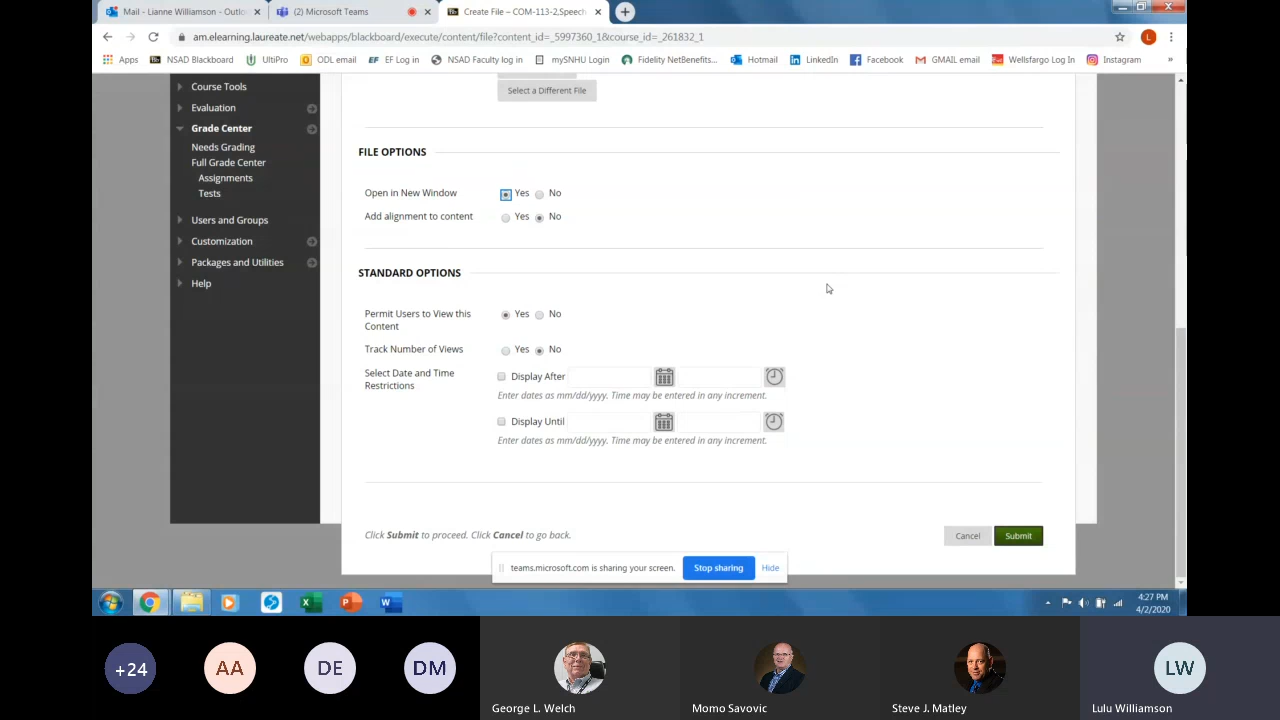 Mail - Lianne Williamson - Outlo
(2) Microsoft Teams
Create File – COM-113-2,Speech
am.elearning.laureate.net/webapps/blackboard/execute/content/file?content_id=_5997360_1&course_id=_261832_1
L
Apps
NSAD Blackboard
UltiPro
ODL email
EF Log in
NSAD Faculty log in
mySNHU Login
Fidelity NetBenefits...
Hotmail
LinkedIn
Facebook
GMAIL email
Wellsfargo Log In
Instagram
»
Course Tools
Evaluation
Grade Center
Needs Grading
Full Grade Center
Assignments
Tests
Users and Groups
Customization
Packages and Utilities
Help
Select a Different File
FILE OPTIONS
Open in New Window Yes No
Add alignment to content Yes No
STANDARD OPTIONS
Permit Users to View this
Content
Yes No
Track Number of Views Yes No
Select Date and Time
Restrictions
Display After
Enter dates as mm/dd/yyyy. Time may be entered in any increment.
Display Until
Enter dates as mm/dd/yyyy. Time may be entered in any increment.
Click Submit to proceed. Click Cancel to go back.
Cancel
Submit
teams.microsoft.com is sharing your screen.
Stop sharing
Hide
4:27 PM
4/2/2020
+24
AA
DE
DM
LW
George L. Welch
Momo Savovic
Steve J. Matley
Lulu Williamson